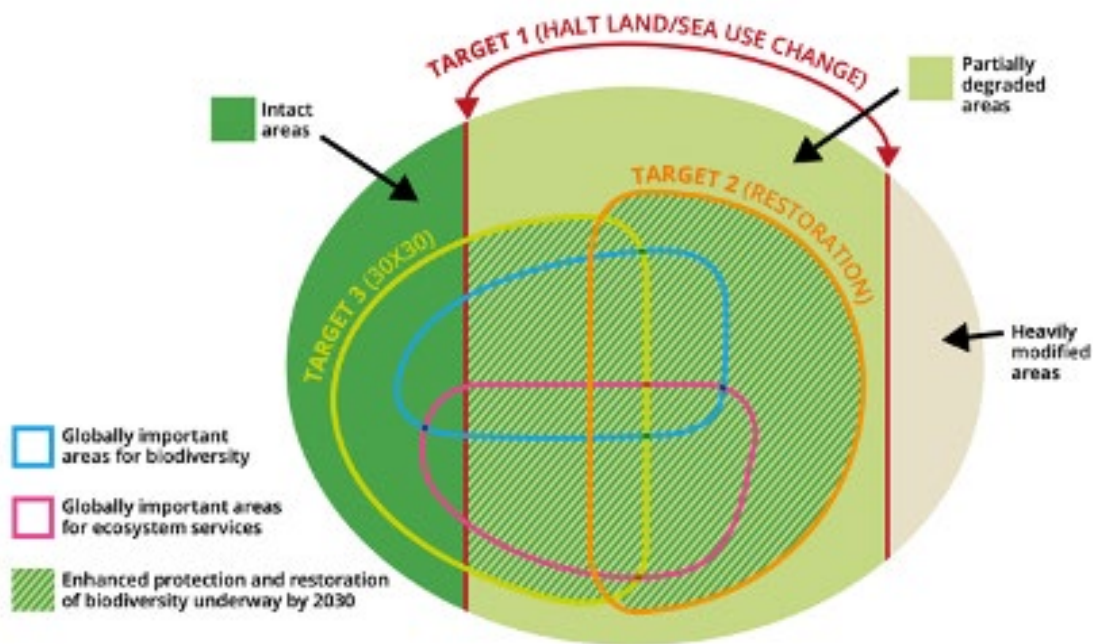 TARGET 1 (HALT LAND/SEA USE CHANGE)
Partially
degraded
areas
Intact
areas
TARGET 2 (RESTORATION)
TARGET 3 (30X30)
Heavily
modified
areas
Globally important
areas for biodiversity
Globally important areas
for ecosystem services
Enhanced protection and restoration
of biodiversity underway by 2030